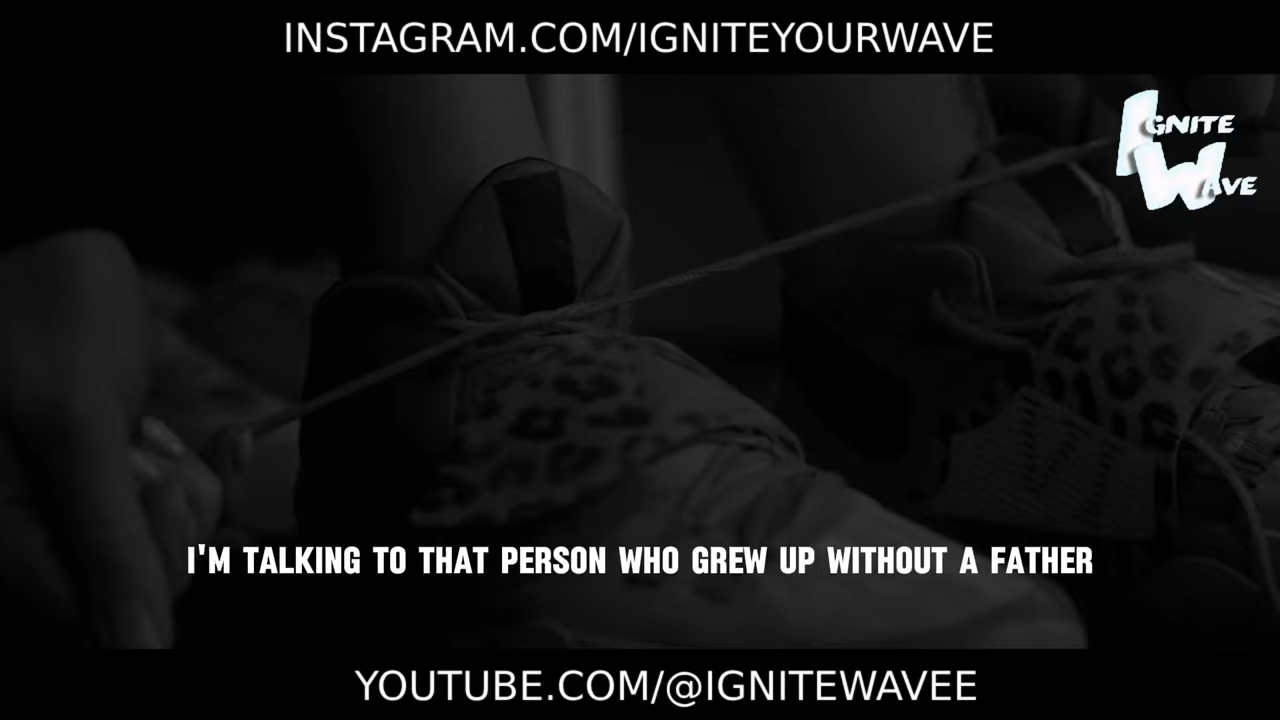 INSTAGRAM.COM/IGNITEYOURWAVE
IGNITE
WAVE
I'M TALKING TO THAT PERSON WHO GREW UP WITHOUT A FATHER
YOUTUBE.COM/@IGNITEWAVEE